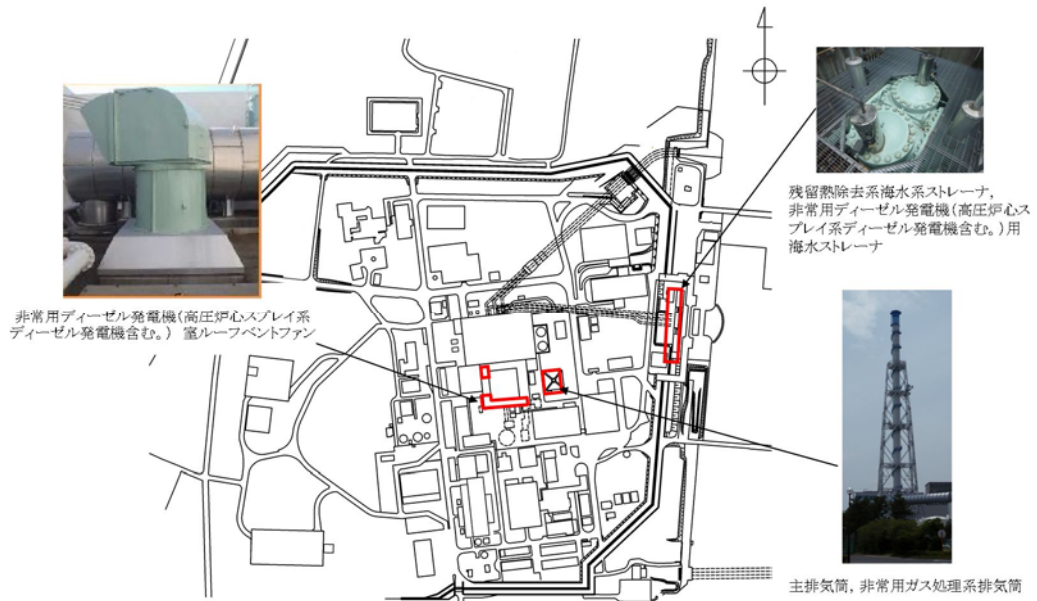 残留熱除去系海水系ストレーナ,
非常用ディーゼル発電機(高圧炉心ス
プレイ系ディーゼル発電機含む。)用
海水ストレーナ
非常用ディーゼル発電機(高圧炉心スプレイ系
ディーゼル発電機含む。) 室ルーフベントファン
主排気筒, 非常用ガス処理系排気筒